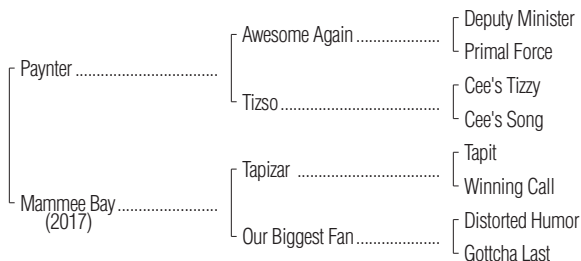 Deputy Minister
Awesome Again ....................
Primal Force
Paynter ..................................
Cee's Tizzy
Tizso ......................................
Cee's Song
Tapit
Tapizar ..................................
Winning Call
Mammee Bay ........................
(2017)
Distorted Humor
Our Biggest Fan ....................
Gottcha Last